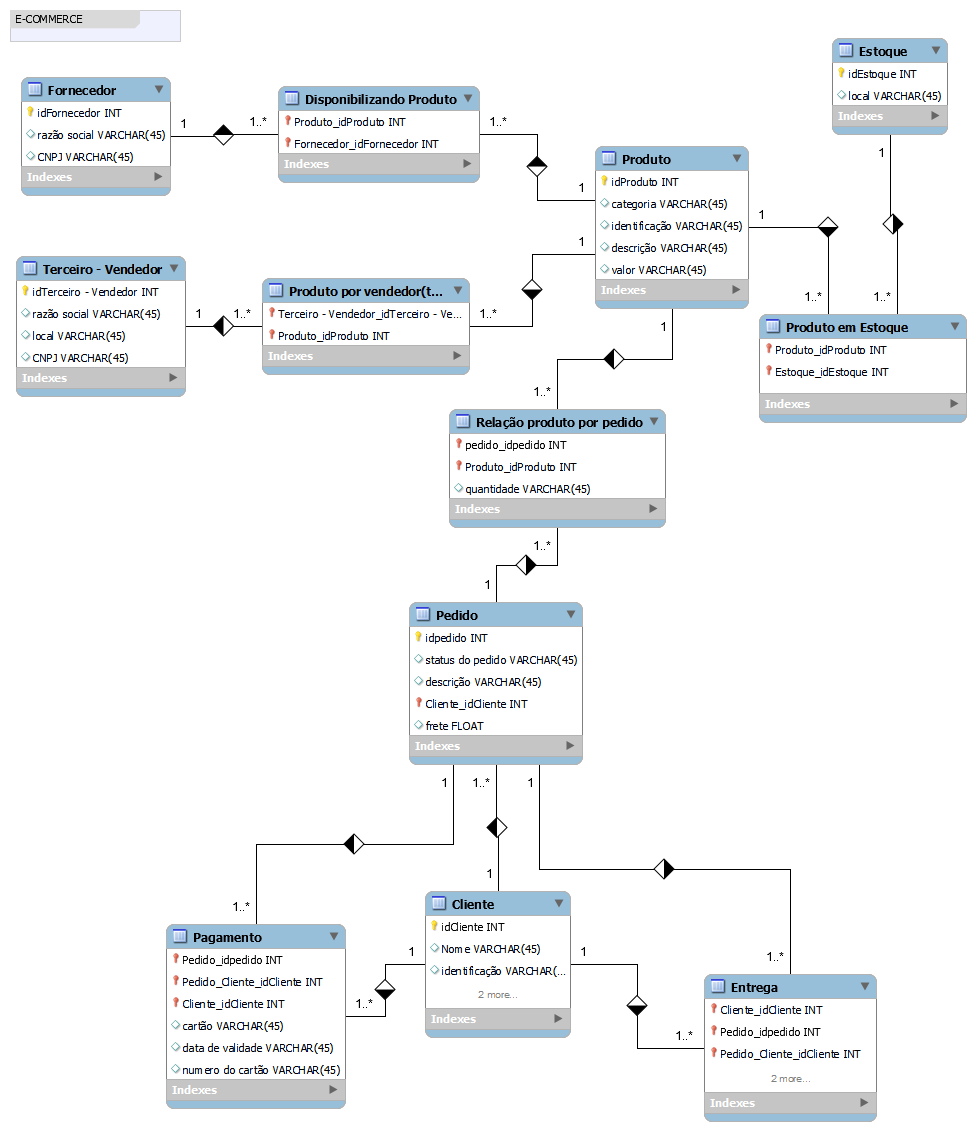 E-COMMERCE
Estoque
idEstoque INT
local VARCHAR(45)
Indexes
1
1..*
Fornecedor
idFornecedor INT
razão social VARCHAR(45)
CNPJ VARCHAR(45)
Indexes
1
1..*
Disponibilizando Produto
Produto_idProduto INT
Fornecedor_idFornecedor INT
Indexes
1..*
1
Produto
idProduto INT
categoria VARCHAR(45)
identificação VARCHAR(45)
descrição VARCHAR(45)
valor VARCHAR(45)
Indexes
1
1..*
1
1
Terceiro - Vendedor
idTerceiro - Vendedor INT
razão social VARCHAR(45)
local VARCHAR(45)
CNPJ VARCHAR(45)
Indexes
1
1..*
Produto por vendedor(t...
Terceiro - Vendedor_idTerceiro - Ve...
Produto_idProduto INT
Indexes
1..*
Produto em Estoque
Produto_idProduto INT
Estoque_idEstoque INT
Indexes
1..*
Relação produto por pedido
pedido_idpedido INT
Produto_idProduto INT
quantidade VARCHAR(45)
Indexes
1..*
1
Pedido
idpedido INT
status do pedido VARCHAR(45)
descrição VARCHAR(45)
Cliente_idCliente INT
frete FLOAT
Indexes
1
1..*
1
1
1..*
Cliente
idCliente INT
Nome VARCHAR(45)
identificação VARCHAR(...
2 more...
Indexes
1
1
Pagamento
Pedido_idpedido INT
Pedido_Cliente_idCliente INT
Cliente_idCliente INT
cartão VARCHAR(45)
data de validade VARCHAR(45)
numero do cartão VARCHAR(45)
Indexes
1..*
1..*
1..*
Entrega
Cliente_idCliente INT
Pedido_idpedido INT
Pedido_Cliente_idCliente INT
2 more...
Indexes